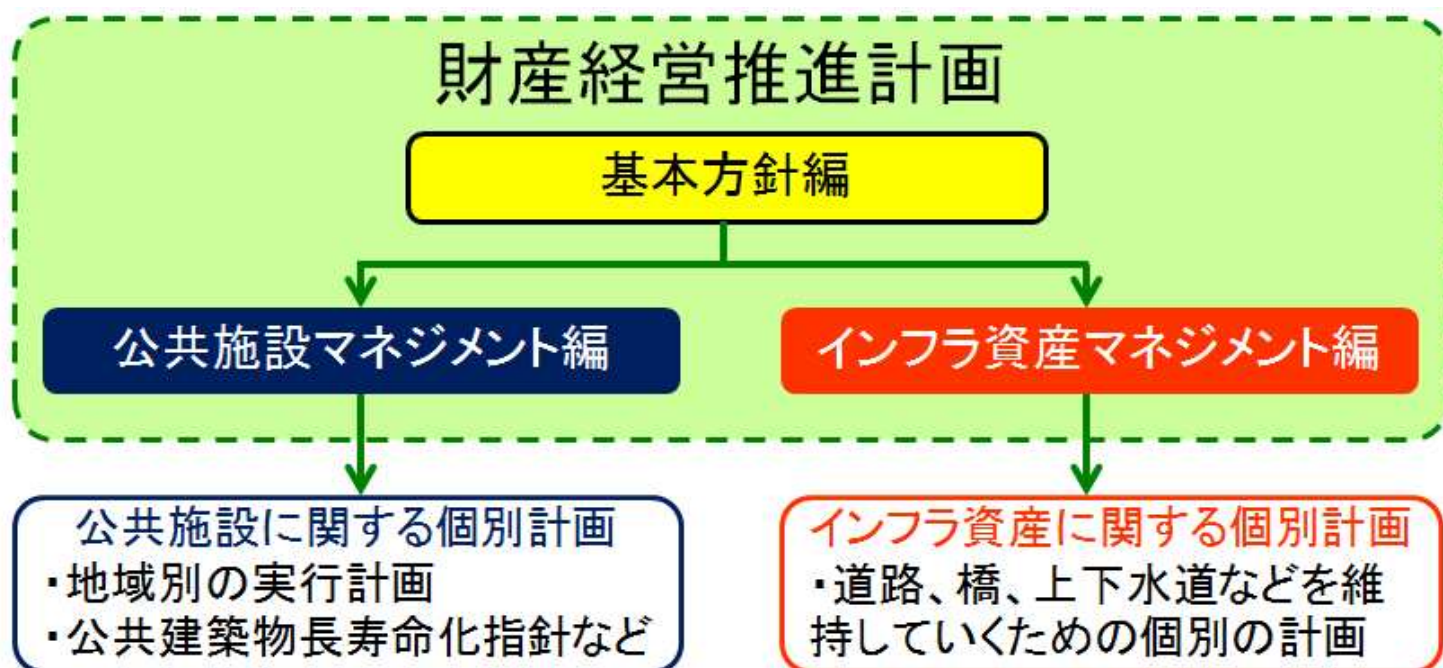 財産経営推進計画
基本方針編
公共施設マネジメント編
インフラ資産マネジメント編
公共施設に関する個別計画
・地域別の実行計画
・公共建築物長寿命化指針など
インフラ資産に関する個別計画
・道路、橋、上下水道などを維
持していくための個別の計画